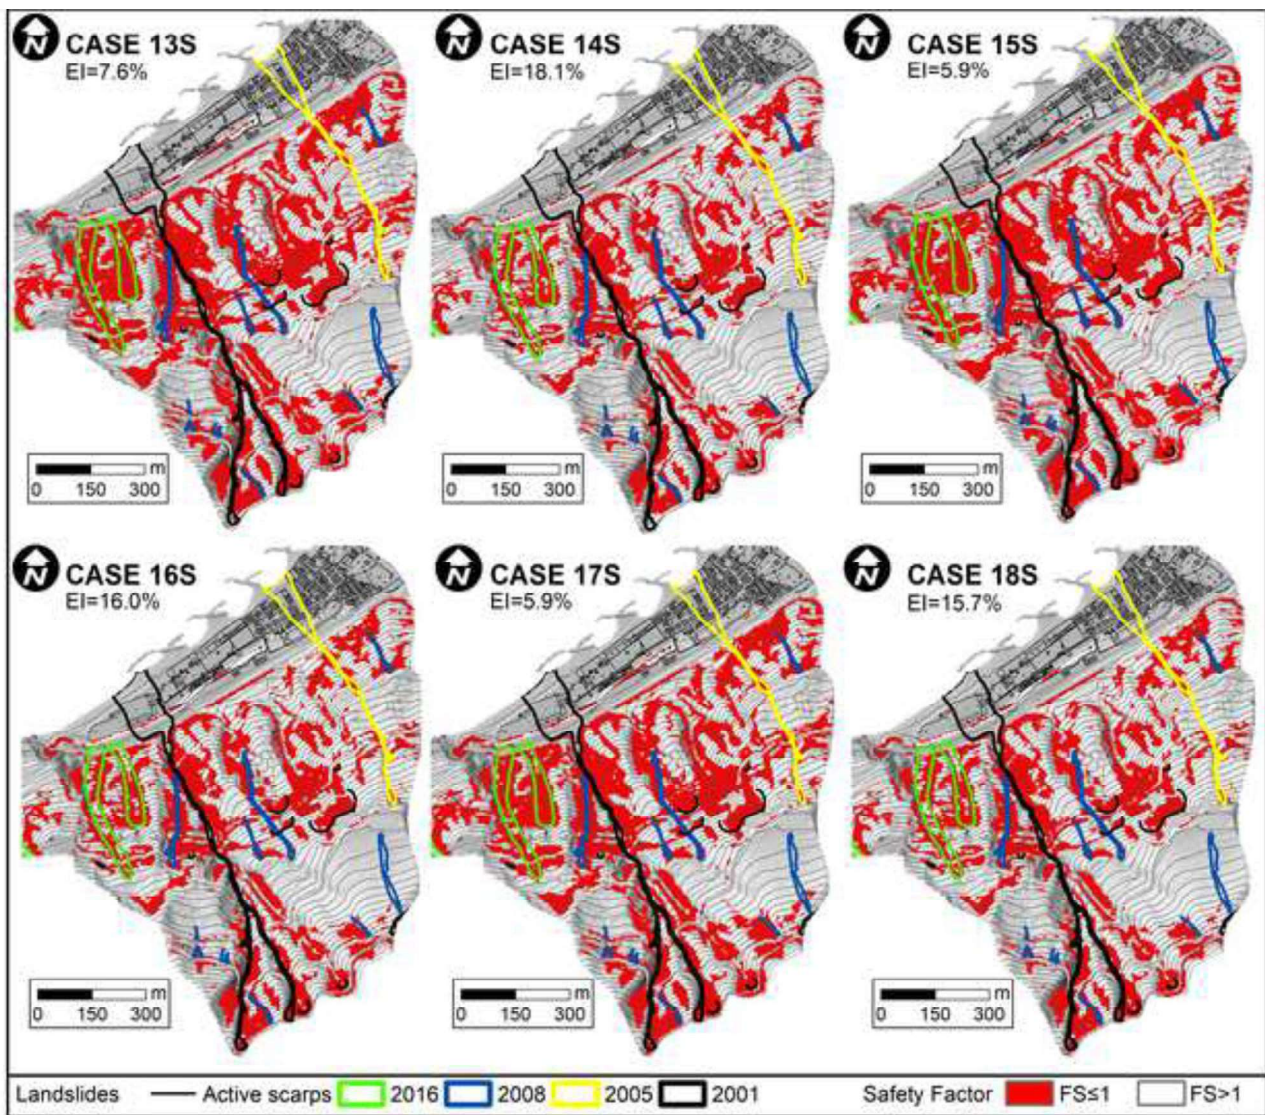 N CASE 13S
EI=7.6%
N CASE 14S
EI=18.1%
N CASE 15S
EI=5.9%
m
0 150 300
m
0 150 300
m
0 150 300
N CASE 16S
EI=16.0%
N CASE 17S
EI=5.9%
N CASE 18S
EI=15.7%
m
0 150 300
m
0 150 300
m
0 150 300
Landslides Active scarps 2016 2008 2005 2001 Safety Factor FS≤1 FS>1